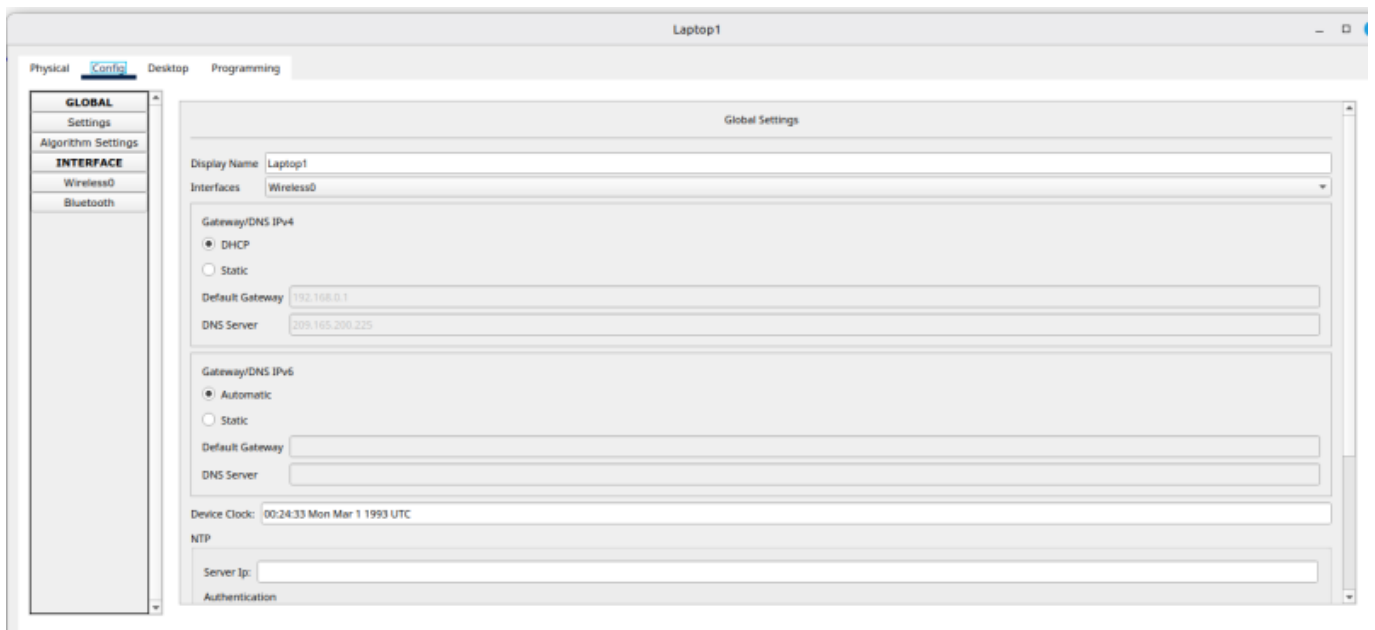 Laptop1
Physical Config Desktop Programming
GLOBAL
Settings
Algorithm Settings
INTERFACE
Wireless0
Bluetooth
Global Settings
Display Name Laptop1
Interfaces Wireless0
Gateway/DNS IPv4
DHCP
Static
Default Gateway 192.168.0.1
DNS Server 209.165.200.225
Gateway/DNS IPv6
Automatic
Static
Default Gateway
DNS Server
Device Clock: 00:24:33 Mon Mar 1 1993 UTC
NTP
Server Ip:
Authentication